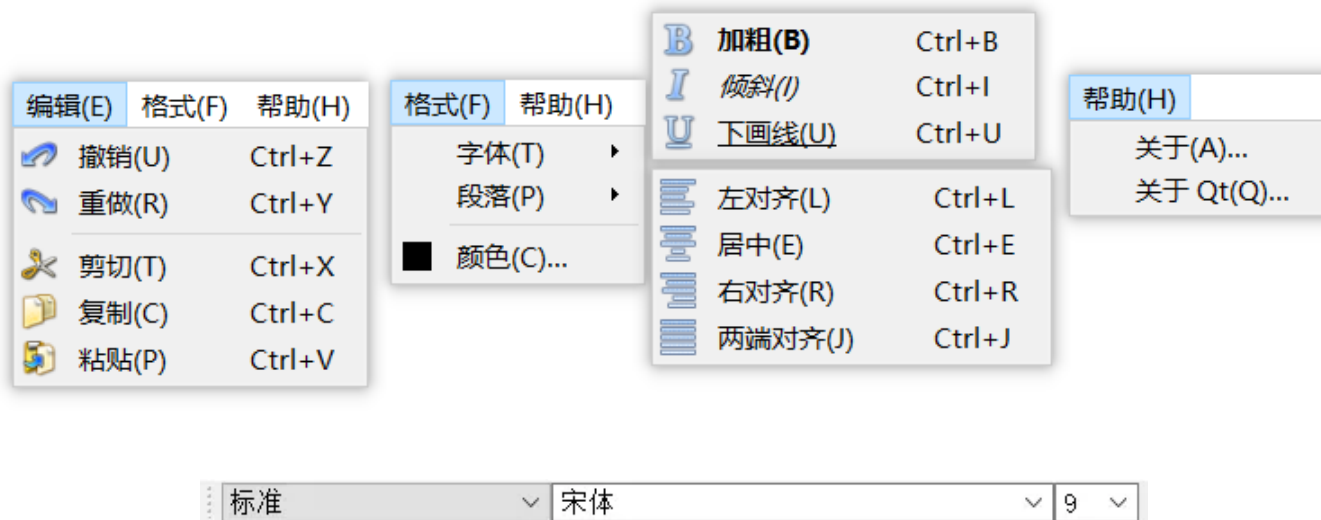 编辑(E) 格式(F) 帮助(H)
撤销(U) Ctrl+Z
重做(R) Ctrl+Y
剪切(T) Ctrl+X
复制(C) Ctrl+C
粘贴(P) Ctrl+V
格式(F) 帮助(H)
字体(T)
段落(P)
颜色(C)...
B 加粗(B) Ctrl+B
I 倾斜(I) Ctrl+I
U 下画线(U) Ctrl+U
左对齐(L) Ctrl+L
居中(E) Ctrl+E
右对齐(R) Ctrl+R
两端对齐(J) Ctrl+J
帮助(H)
关于(A)...
关于 Qt(Q)...
标准 宋体 9